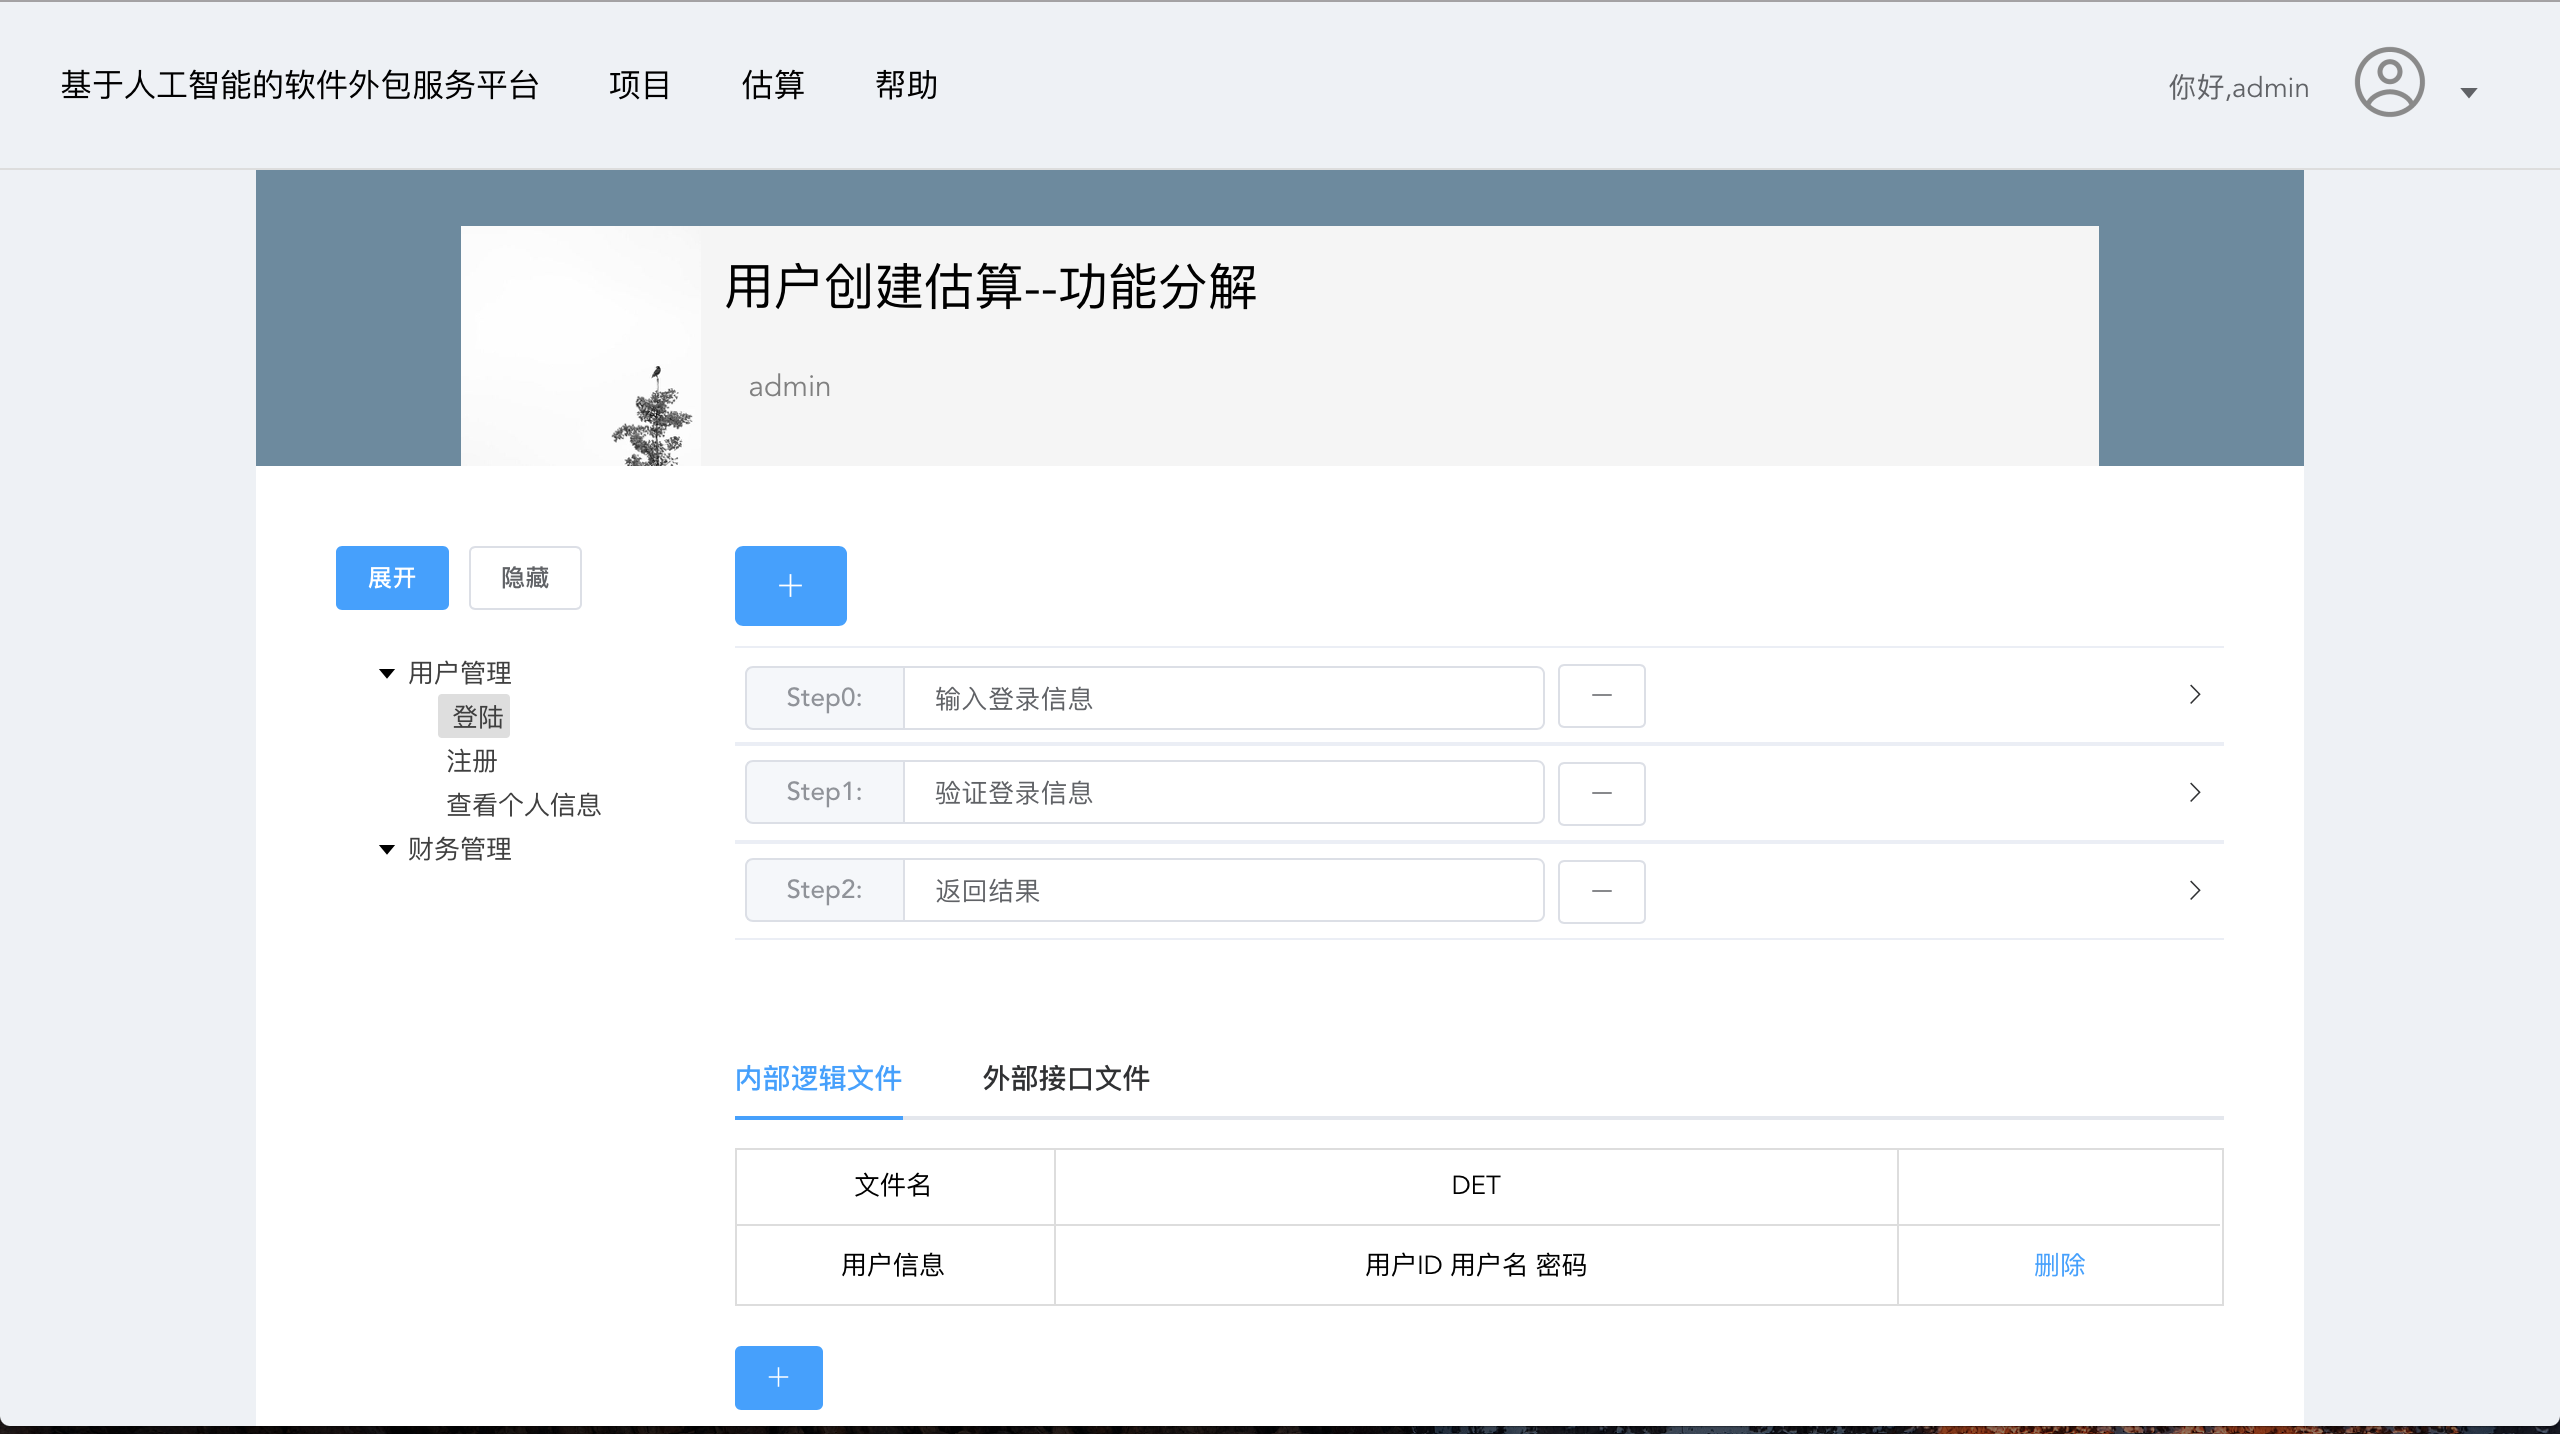 基于人工智能的软件外包服务平台 项目 估算 帮助 你好,admin
用户创建估算--功能分解
admin
展开 隐藏
用户管理
登陆
注册
查看个人信息
财务管理
Step0: 输入登录信息
Step1: 验证登录信息
Step2: 返回结果
内部逻辑文件 外部接口文件
文件名 DET
用户信息 用户ID 用户名 密码 删除